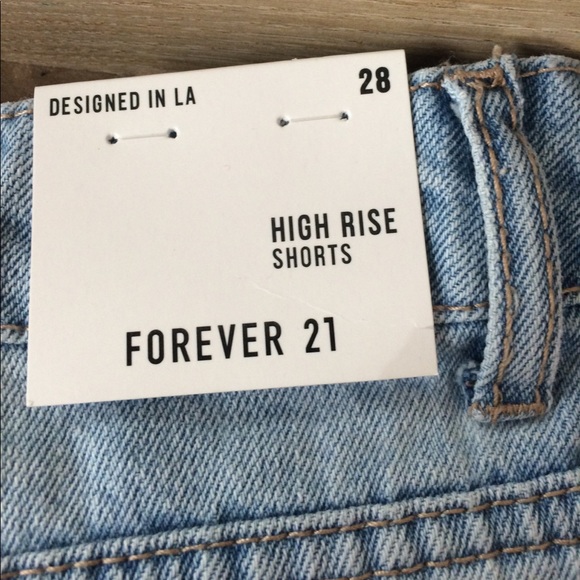 DESIGNED IN LA
28
HIGH RISE
SHORTS
FOREVER 21